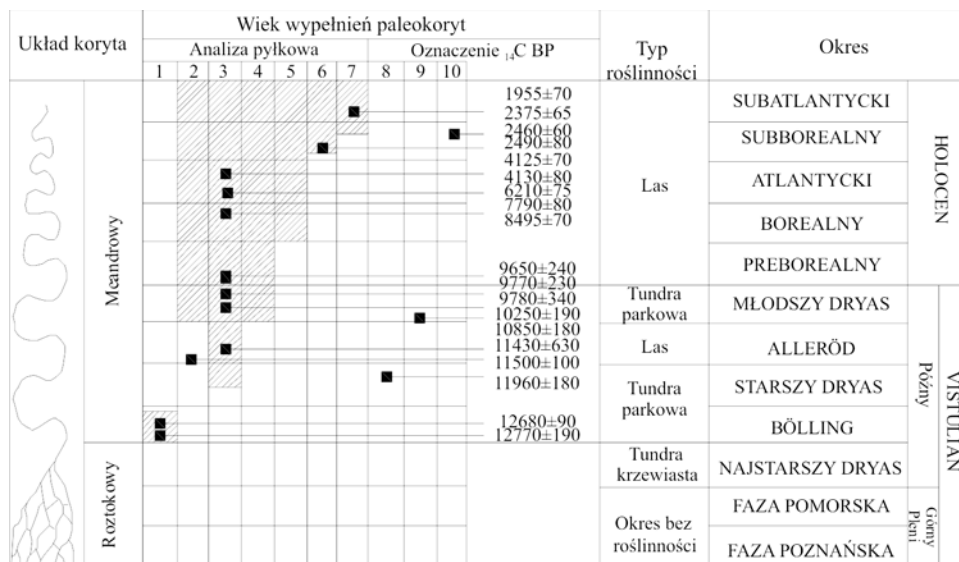 Układ koryta
Wiek wypełnień paleokoryt
Analiza pyłkowa
Oznaczenie 14C BP
1 2 3 4 5 6 7 8 9 10
Typ
roślinności
Okres
Meandrowy
Roztokowy
1955±70
2375±65
2460±60
2490±80
4125±70
4130±80
6210±75
7790±80
8495±70
9650±240
9770±230
9780±340
10250±190
10850±180
11430±630
11500±100
11960±180
12680±90
12770±190
Las
Tundra
parkowa
Las
Tundra
parkowa
Tundra
krzewiasta
Okres bez
roślinności
SUBATLANTYCKI
SUBBOREALNY
ATLANTYCKI
BOREALNY
PREBOREALNY
MŁODSZY DRYAS
ALLERÖD
STARSZY DRYAS
BÖLLING
NAJSTARSZY DRYAS
FAZA POMORSKA
FAZA POZNAŃSKA
HOLOCEN
Późny
Górny
Pleni
VISTULIAN